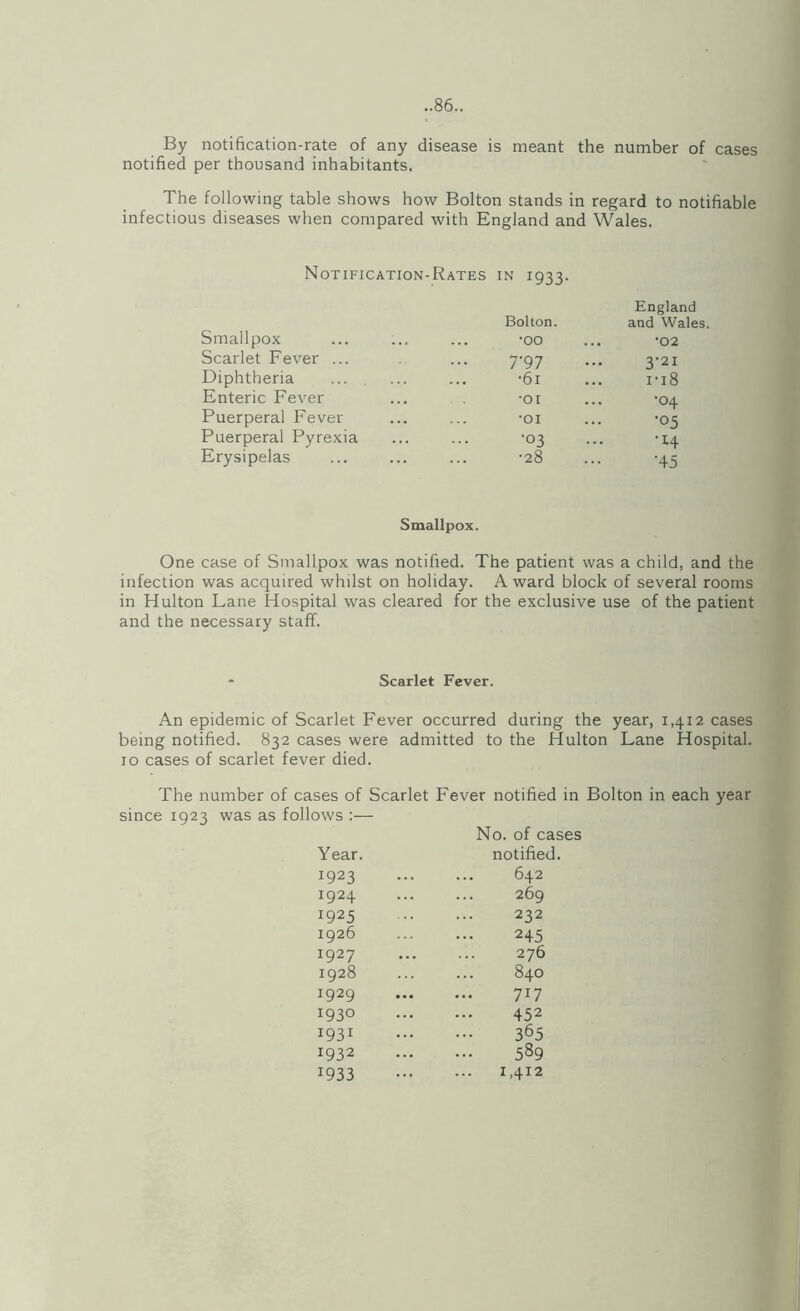 ..86..
By notification-rate of any disease is meant the number of cases
notified per thousand inhabitants.
The following table shows how Bolton stands in regard to notifiable
infectious diseases when compared with England and Wales.
Notification-Rates in 1933.
England
Bolton. and Wales.
Smallpox ... ... ... ·00 ... ·02
Scarlet Fever ... ... 7·97 ... 3·21
Diphtheria ... ... ... ·61 ... 1·18
Enteric Fever ... ·01 ... ·04
Puerperal Fever ... ... ·01 ... ·05
Puerperal Pyrexia ... ... ·03 ... ·14
Erysipelas ... ... ... ·28 ... ·45
Smallpox.
One case of Smallpox was notified. The patient was a child, and the
infection was acquired whilst on holiday. A ward block of several rooms
in Hulton Lane Hospital was cleared for the exclusive use of the patient
and the necessary staff.
Scarlet Fever.
An epidemic of Scarlet Fever occurred during the year, 1,412 cases
being notified. 832 cases were admitted to the Hulton Lane Hospital.
10 cases of scarlet fever died.
The number of cases of Scarlet Fever notified in Bolton in each year
since 1923 was as follows :—
No. of cases
Year. notified.
1923 ... ... 642
1924 ... ... 269
1925 ... ... 232
1926 ... ... 245
1927 ... ... 276
1928 ... ... 840
1929 ... ... 717
1930 ... ... 452
1931 ... ... 365
1932 ... ... 589
1933 ... ... 1,412